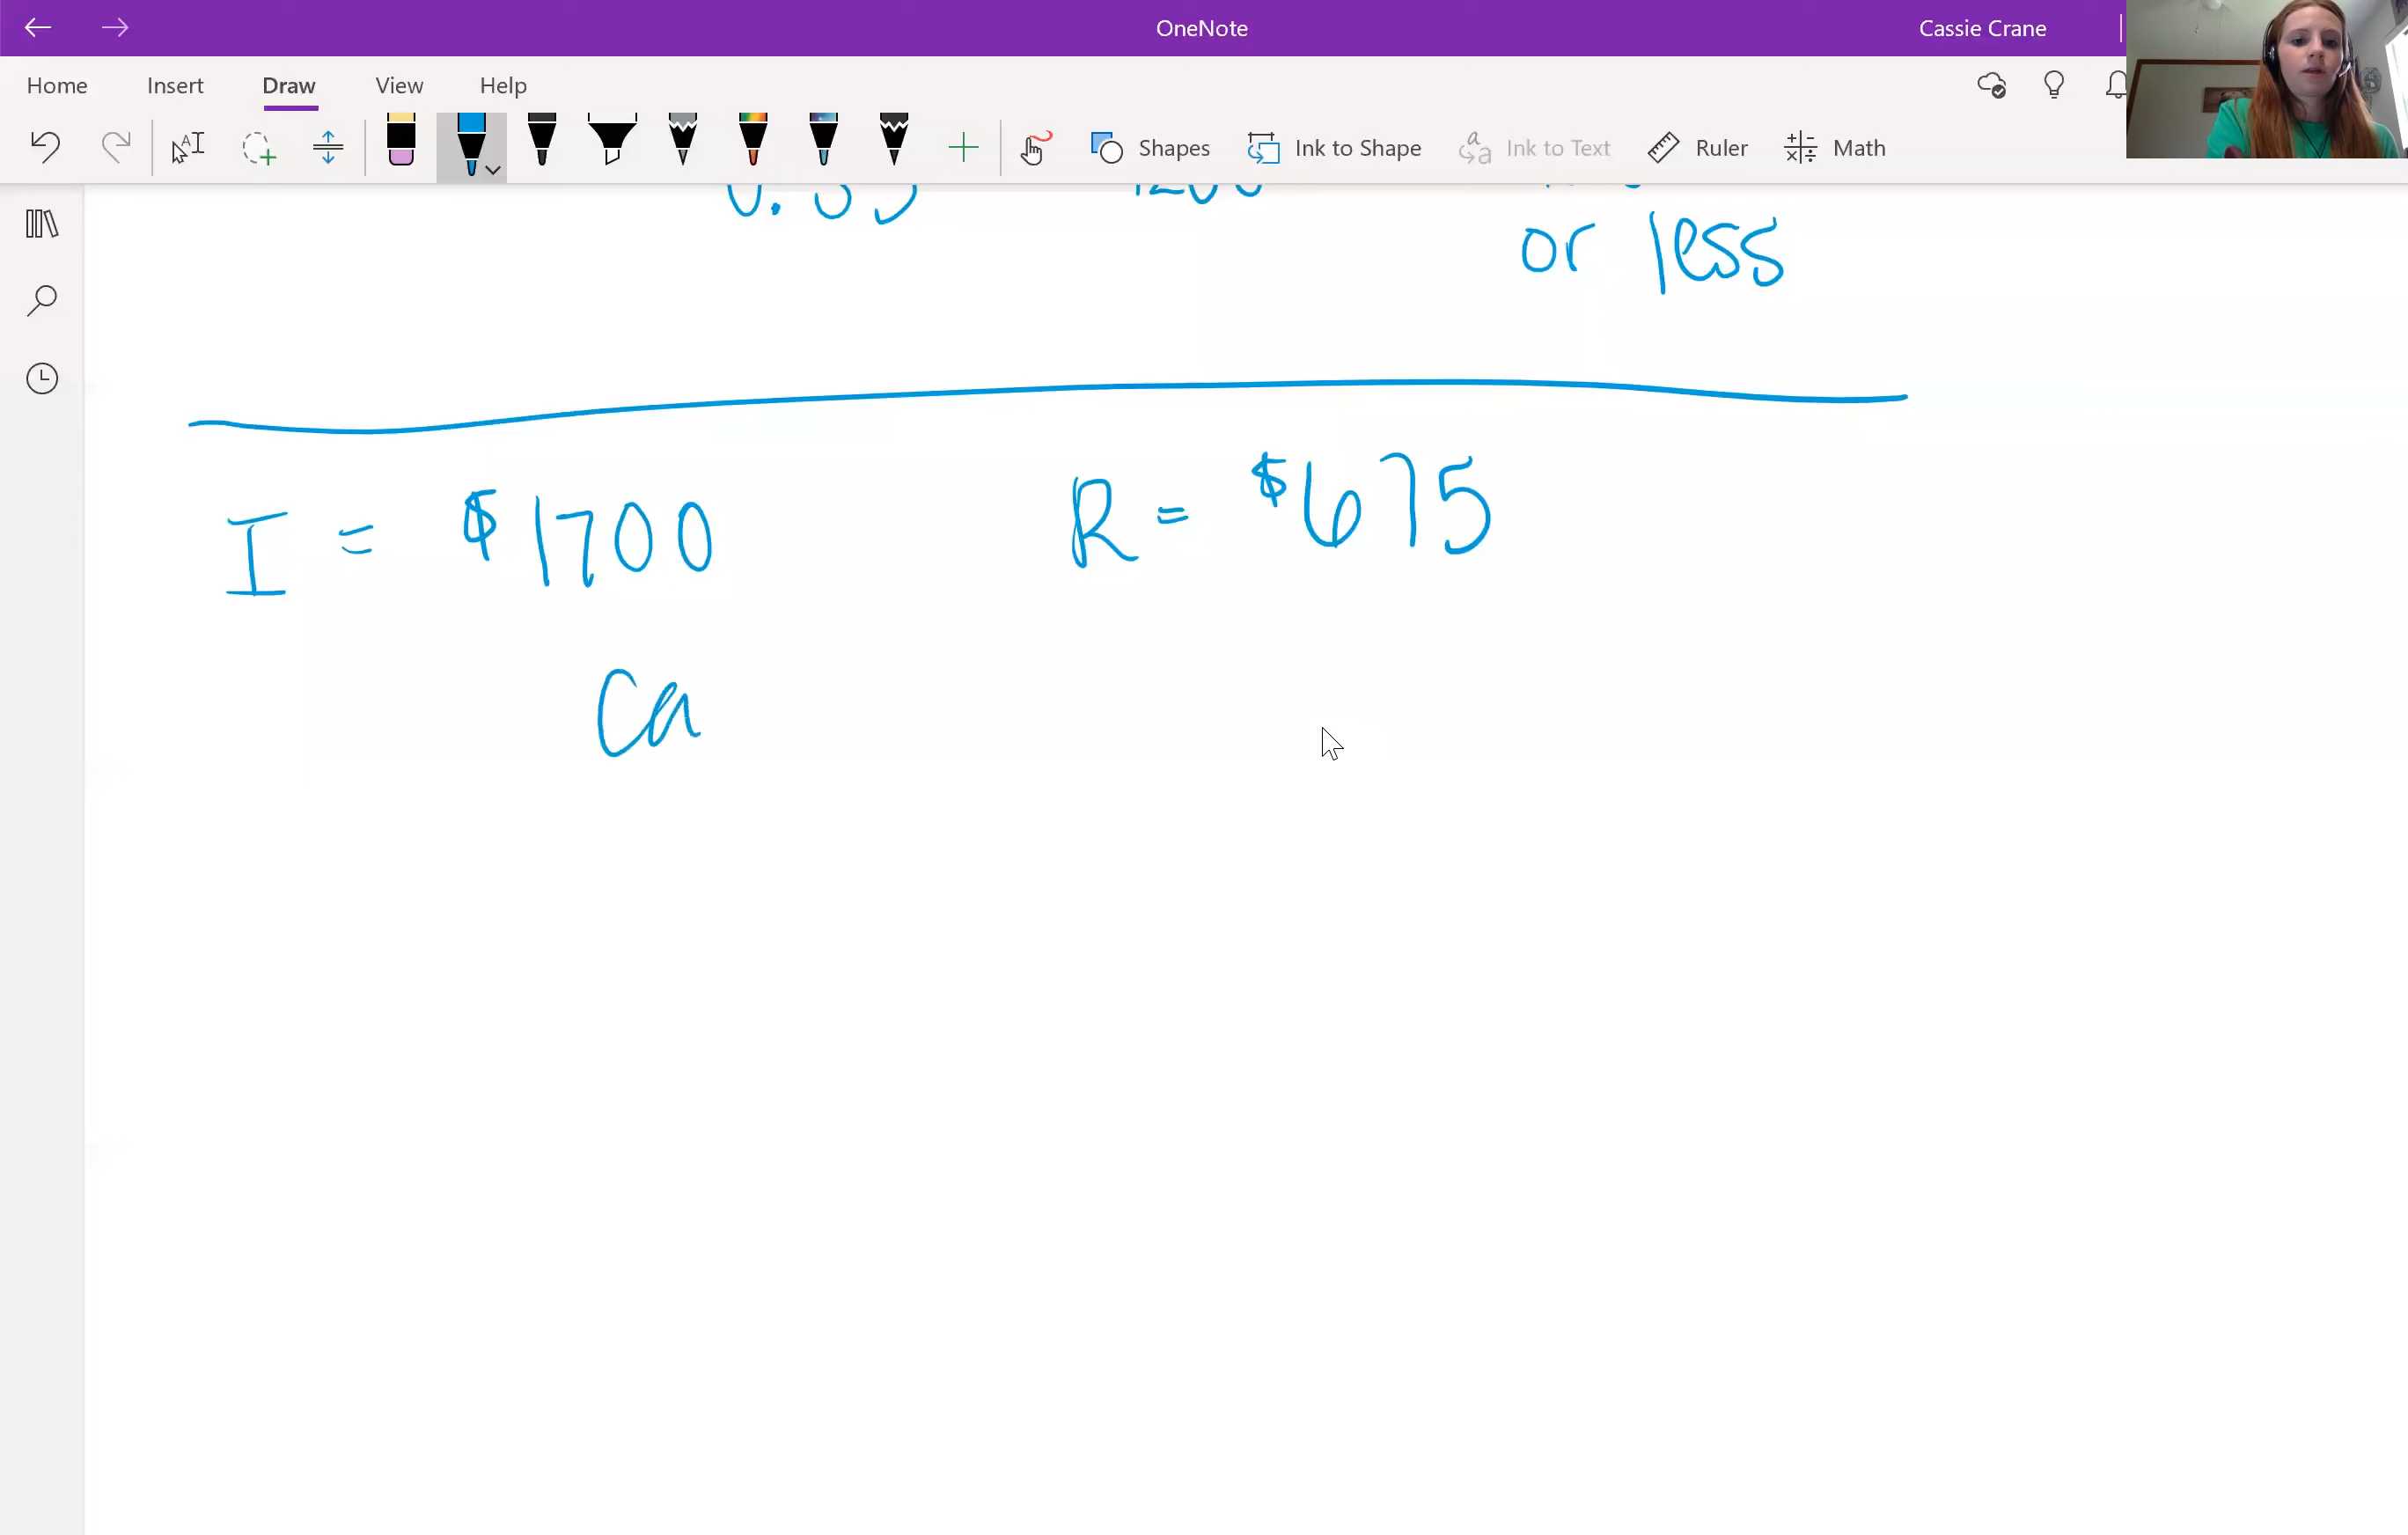 OneNote
Cassie Crane
Home Insert Draw View Help
Shapes Ink to Shape Ink to Text Ruler Math
or less
I = $1700 R = $675
Ca